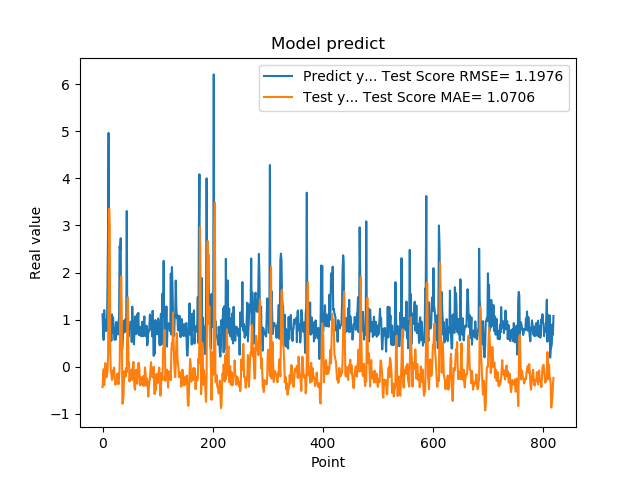 Model predict
Predict y... Test Score RMSE= 1.1976
Test y... Test Score MAE= 1.0706
Real value
6
5
4
3
2
1
0
−1
0 200 400 600 800
Point